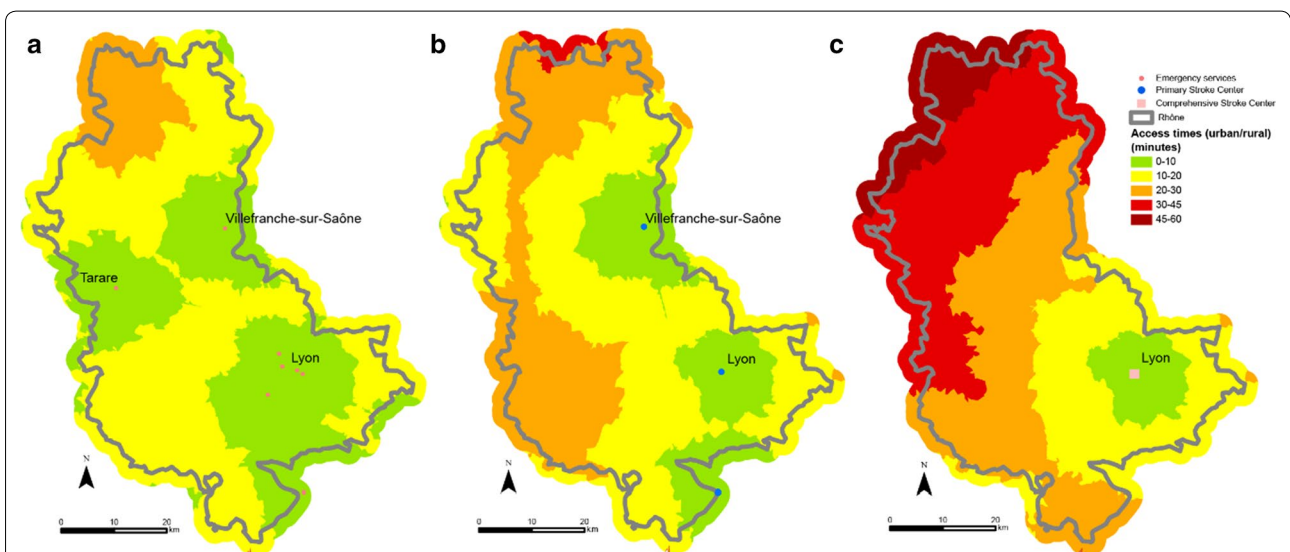 a
b
c
Emergency services
Primary Stroke Center
Comprehensive Stroke Center
Rhône
Access times (urban/rural)
(minutes)
0-10
10-20
20-30
30-45
45-60
Villefranche-sur-Saône
Tarare
Lyon
N
0 10 20
km
Villefranche-sur-Saône
Lyon
N
0 10 20
km
Lyon
N
0 10 20
km